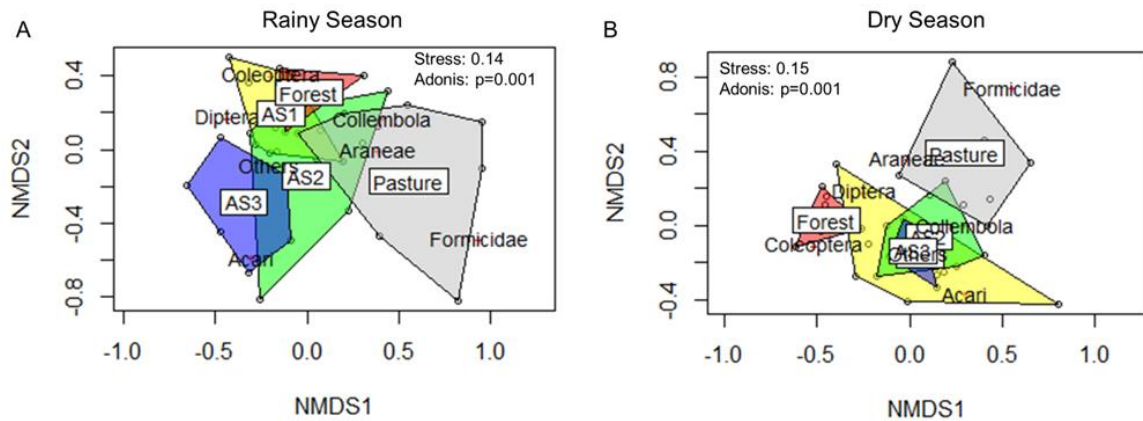 A
Rainy Season
Stress: 0.14
Adonis: p=0.001
Coleoptera
Forest
AS1
Diptera
Collembola
Araneae
Others
AS2
Pasture
AS3
Formicidae
Acari
NMDS2
0.4
0.0
-0.4
-0.8
-1.0 -0.5 0.0 0.5 1.0
NMDS1
B
Dry Season
Stress: 0.15
Adonis: p=0.001
Formicidae
Araneae
Pasture
Diptera
Forest
Collembola
Coleoptera
AS2
AS3
Others
Acari
NMDS2
0.8
0.4
0.0
-0.4
-1.0 -0.5 0.0 0.5 1.0
NMDS1